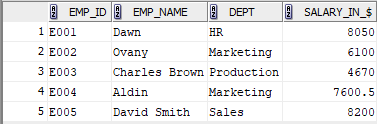 EMP_ID EMP_NAME DEPT SALARY_IN_$
1 E001 Dawn HR 8050
2 E002 Ovany Marketing 6100
3 E003 Charles Brown Production 4670
4 E004 Aldin Marketing 7600.5
5 E005 David Smith Sales 8200